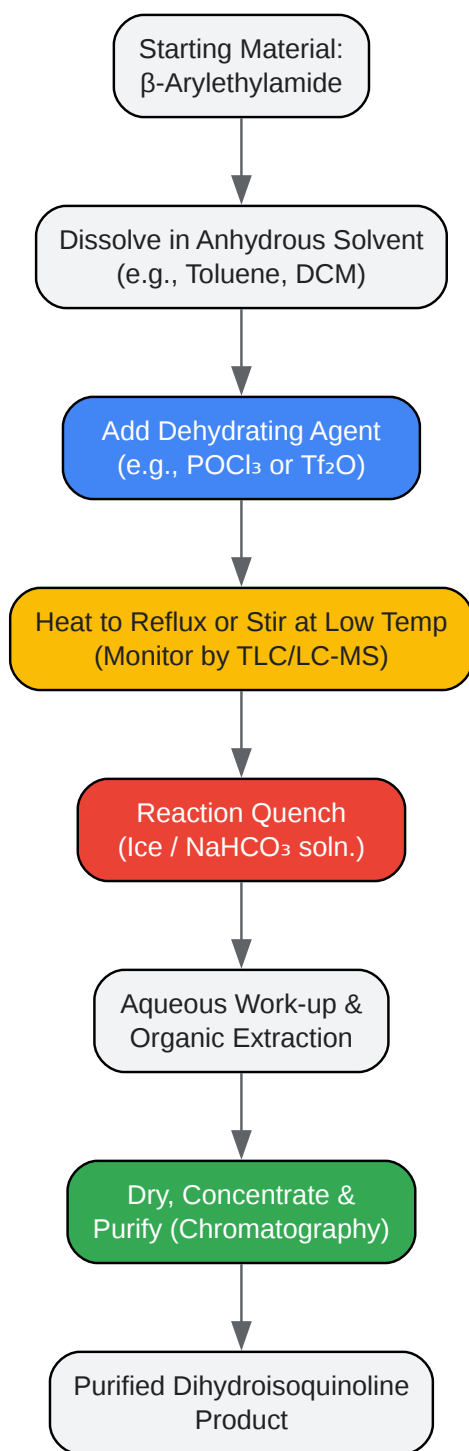 Starting Material:
β-Arylethylamide
Dissolve in Anhydrous Solvent
(e.g., Toluene, DCM)
Add Dehydrating Agent
(e.g., POCl₃ or Tf₂O)
Heat to Reflux or Stir at Low Temp
(Monitor by TLC/LC-MS)
Reaction Quench
(Ice / NaHCO₃ soln.)
Aqueous Work-up &
Organic Extraction
Dry, Concentrate &
Purify (Chromatography)
Purified Dihydroisoquinoline
Product